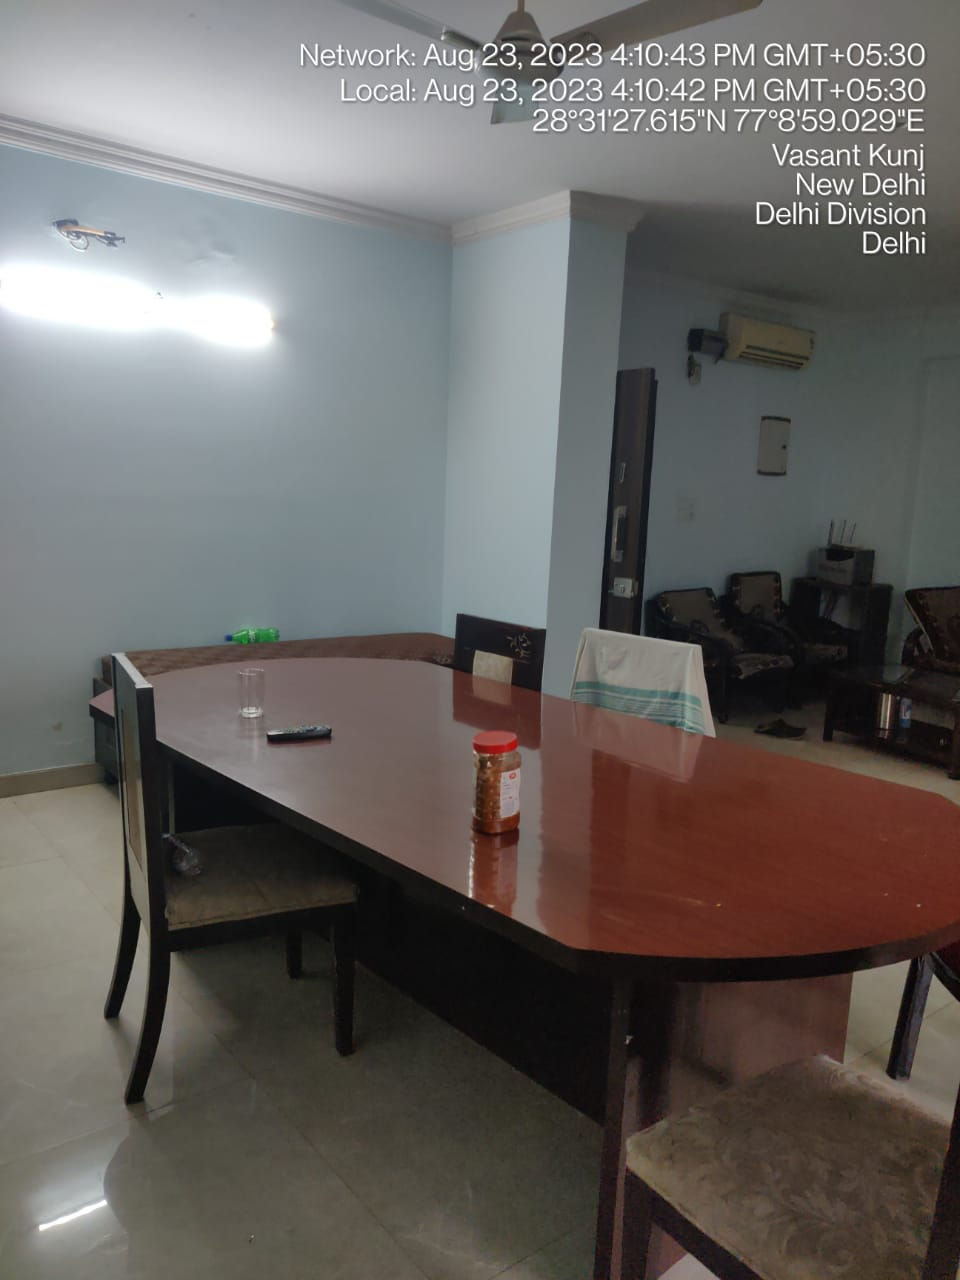 Network: Aug 23, 2023 4:10:43 PM GMT+05:30
Local: Aug 23, 2023 4:10:42 PM GMT+05:30
28°31'27.615"N 77°8'59.029"E
Vasant Kunj
New Delhi
Delhi Division
Delhi